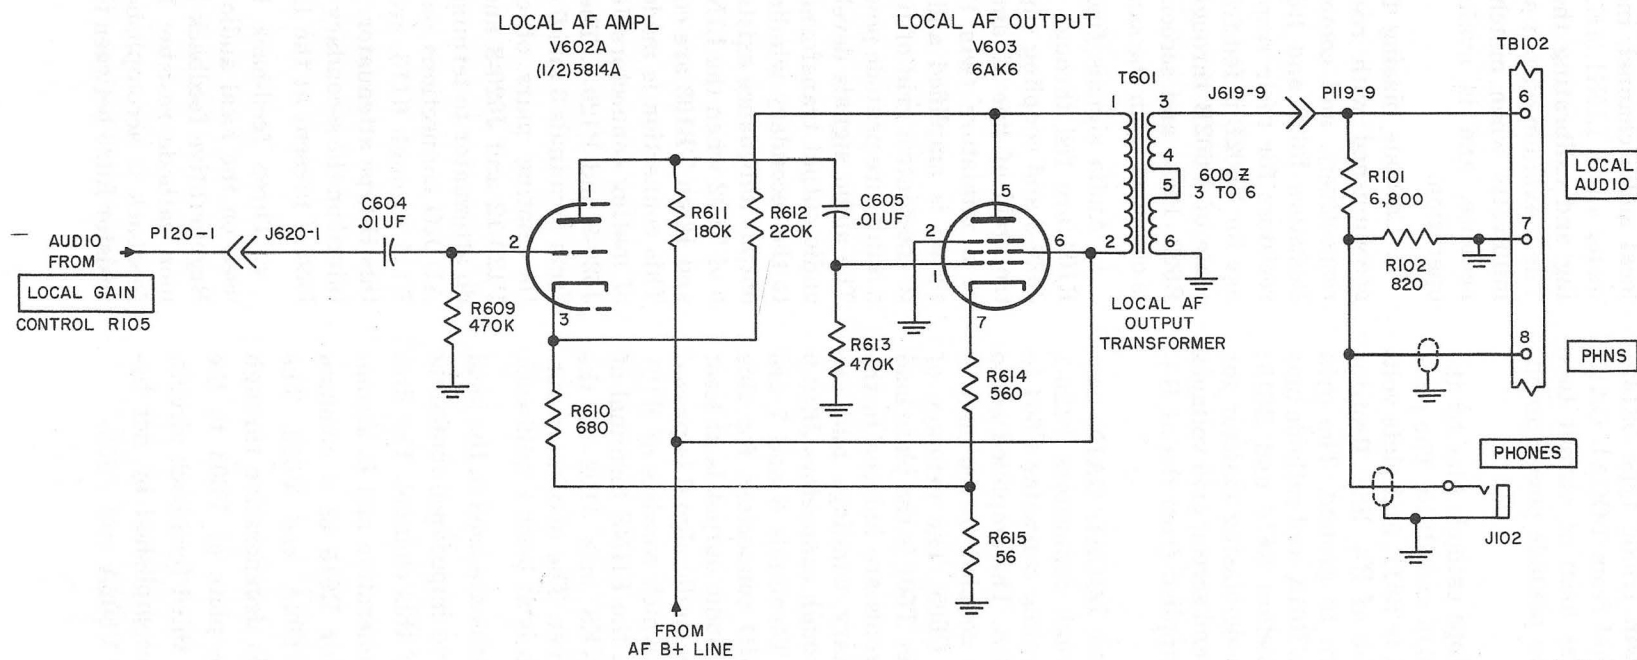 LOCAL AF AMPL
V602A
(1/2)5814A
LOCAL AF OUTPUT
V603
6AK6
T601
J619-9
P119-9
TB102
1
3
4
5
6
2
600 Z
3 TO 6
LOCAL AF
OUTPUT
TRANSFORMER
6
7
8
LOCAL
AUDIO
PHNS
PHONES
R101
6,800
R102
820
J102
AUDIO
FROM
LOCAL GAIN
CONTROL R105
P120-1
J620-1
C604
.01UF
R609
470K
2
1
3
R610
680
R611
180K
R612
220K
C605
.01UF
R613
470K
5
2
1
6
7
R614
560
R615
56
FROM
AF B+ LINE